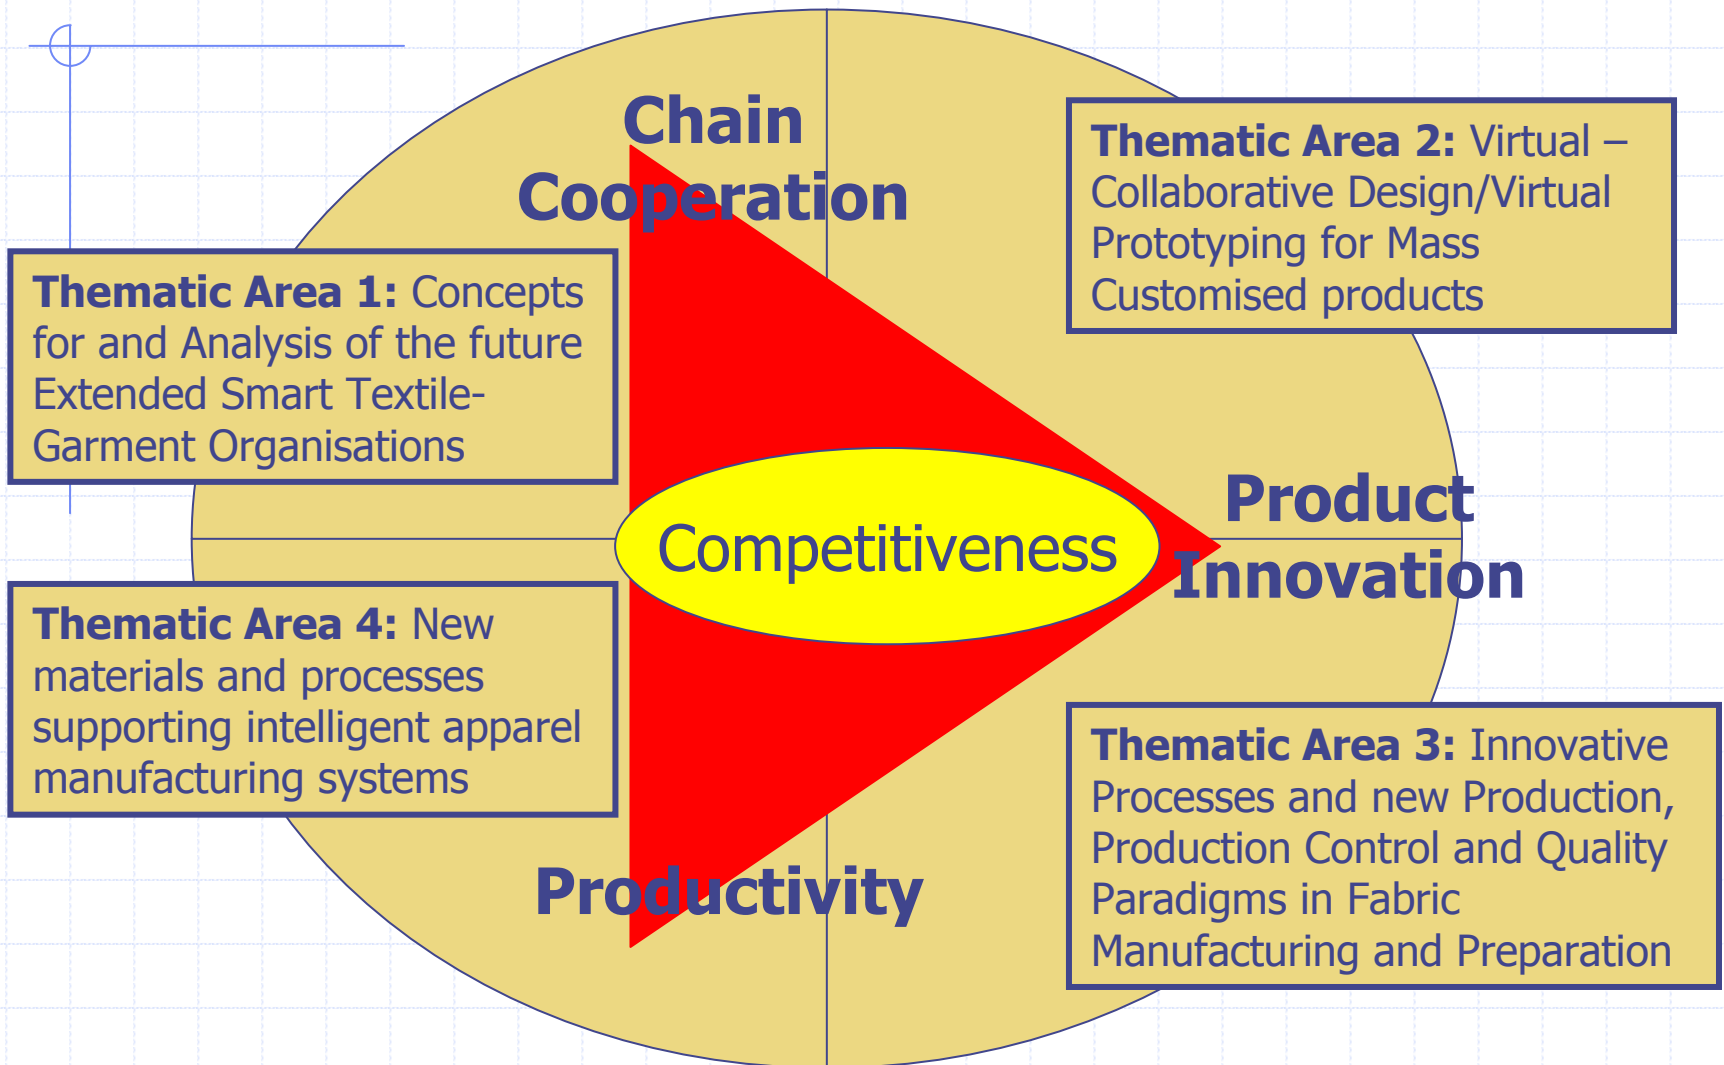 Chain
Cooperation
Thematic Area 1: Concepts
for and Analysis of the future
Extended Smart Textile-
Garment Organisations
Thematic Area 2: Virtual –
Collaborative Design/Virtual
Prototyping for Mass
Customised products
Competitiveness
Product
Innovation
Thematic Area 4: New
materials and processes
supporting intelligent apparel
manufacturing systems
Thematic Area 3: Innovative
Processes and new Production,
Production Control and Quality
Paradigms in Fabric
Manufacturing and Preparation
Productivity